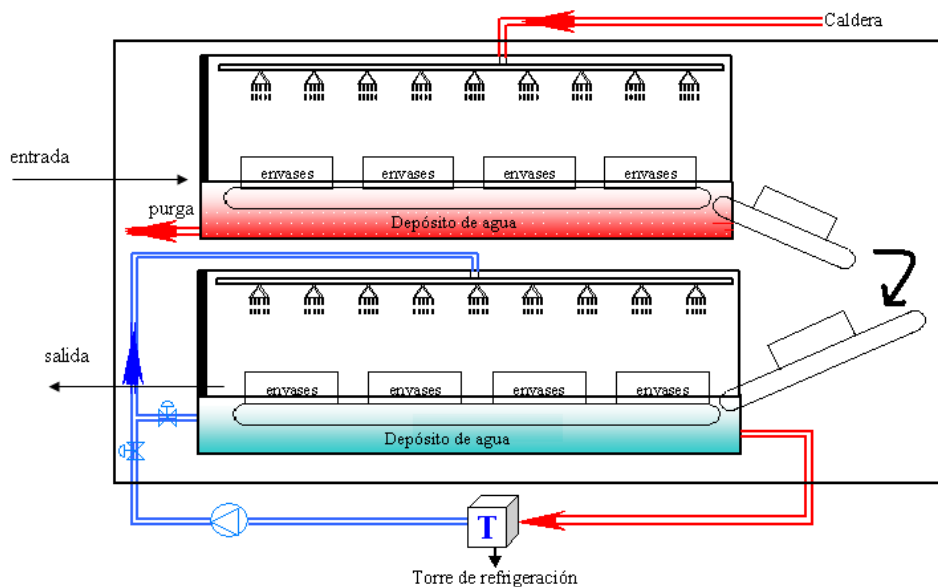 Caldera
entrada
envases envases envases envases
purga
Depósito de agua
salida
envases envases envases envases
Depósito de agua
T
Torre de refrigeración